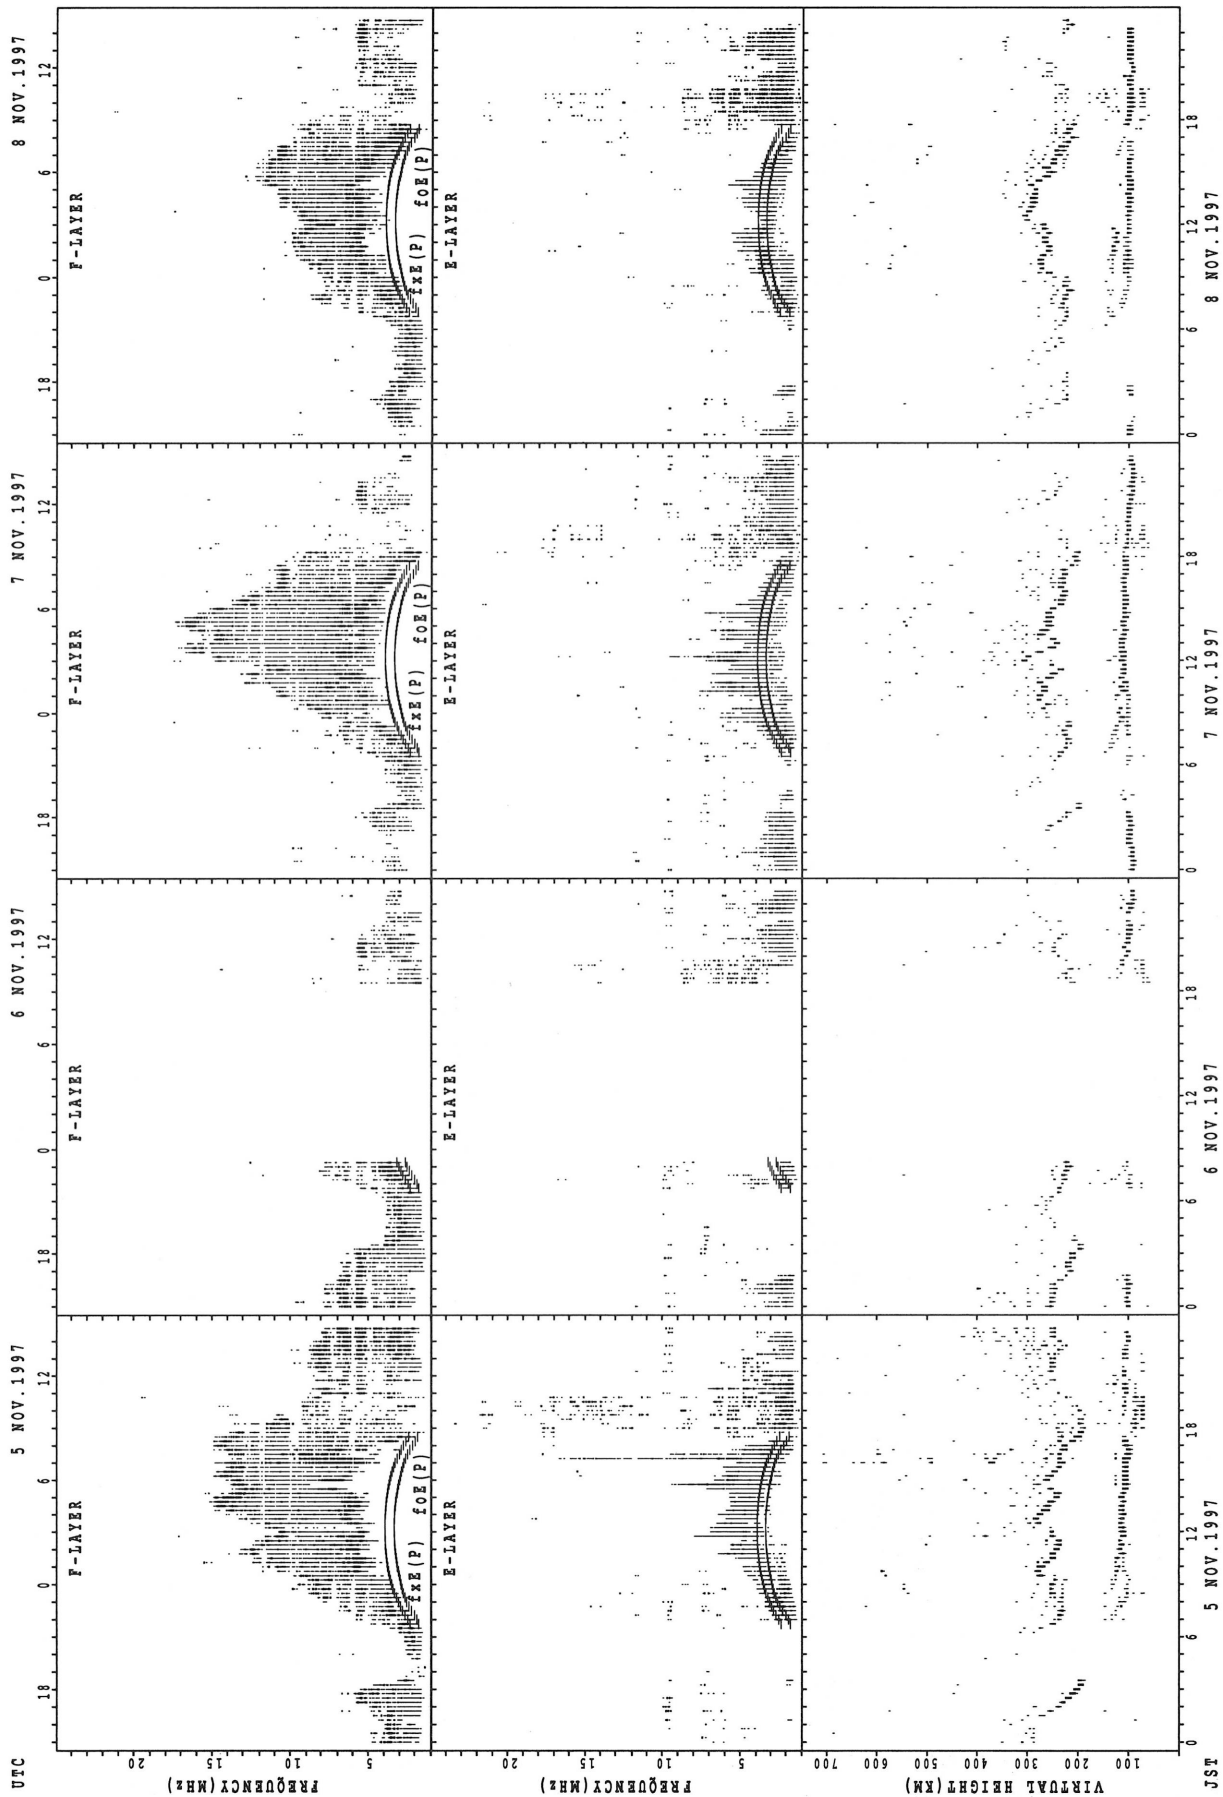 UTC 5 NOV.1997 6 NOV.1997 7 NOV.1997 8 NOV.1997
18 0 6 12 18 0 6 12 18 0 6 12 18 0 6 12
F-LAYER F-LAYER F-LAYER F-LAYER
FREQUENCY(MHz)
20
15
10
5
fxE(P) foE(P) fxE(P) foE(P) fxE(P) foE(P)
E-LAYER E-LAYER E-LAYER E-LAYER
FREQUENCY(MHz)
20
15
10
5
VIRTUAL HEIGHT(KM)
700
600
500
400
300
200
100
0 6 12 18 0 6 12 18 0 6 12 18 0 6 12 18
JST 5 NOV.1997 6 NOV.1997 7 NOV.1997 8 NOV.1997